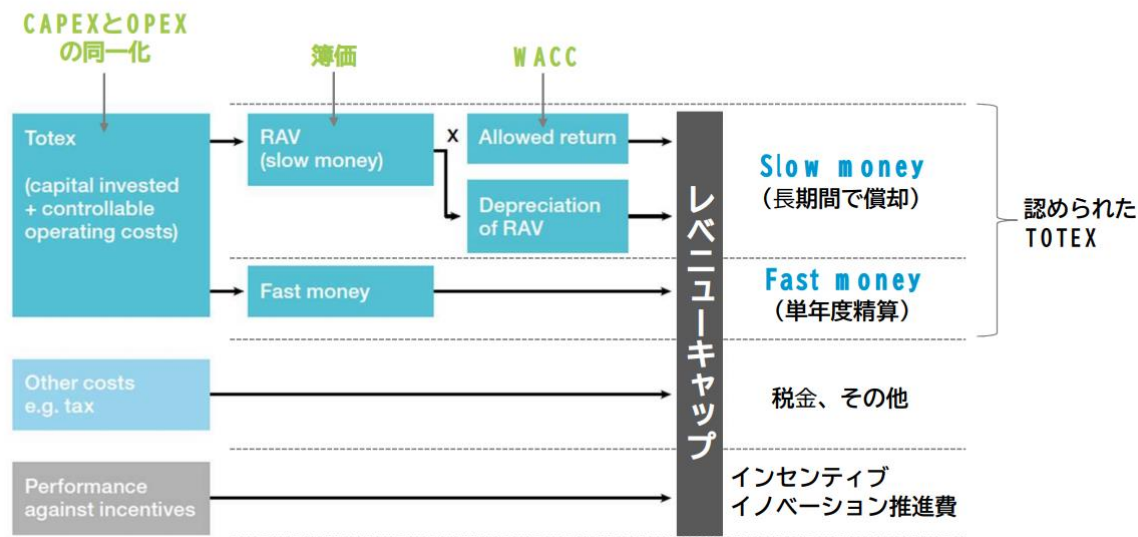 CAPEXとOPEX
の同一化
簿価
WACC
Totex
(capital invested
+ controllable
operating costs)
RAV
(slow money)
X
Allowed return
Depreciation
of RAV
Fast money
Other costs
e.g. tax
Performance
against incentives
レベニューキャップ
Slow money
（長期間で償却）
Fast money
（単年度精算）
認められた
TOTEX
税金、その他
インセンティブ
イノベーション推進費